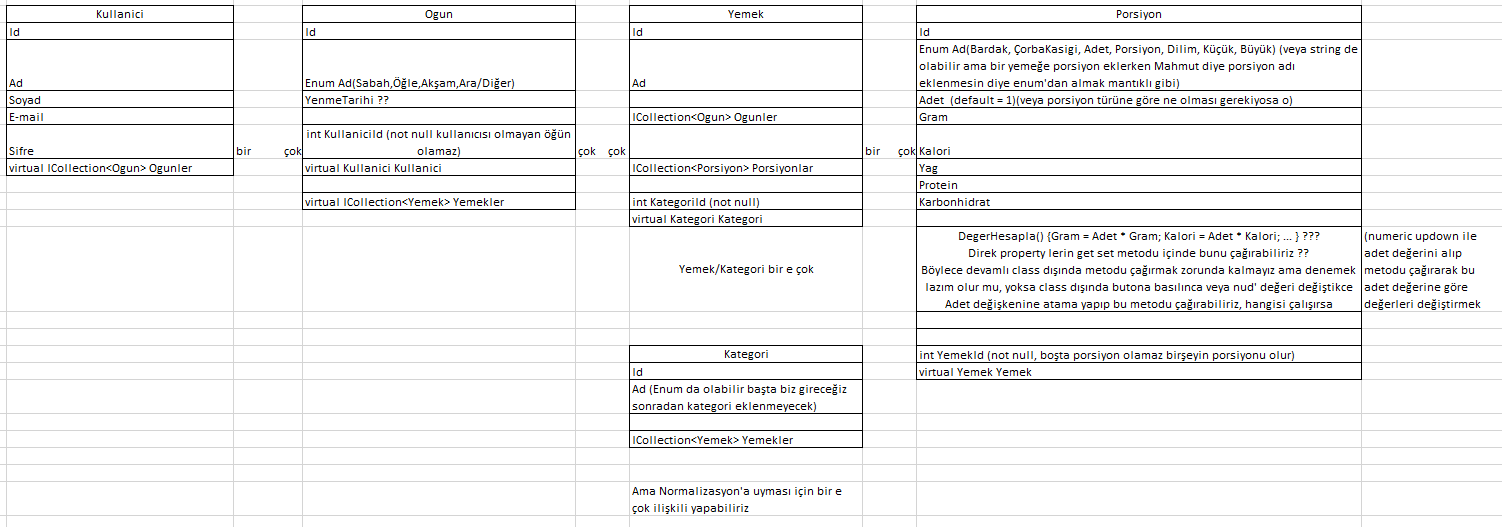 Kullanici
Id
Ad
Soyad
E-mail
Sifre
virtual ICollection<Ogun> Ogunler
bir çok
Ogun
Id
Enum Ad(Sabah,Öğle,Akşam,Ara/Diğer)
YenmeTarihi ??
int KullaniciId (not null kullanıcısı olmayan öğün
olamaz)
virtual Kullanici Kullanici
virtual ICollection<Yemek> Yemekler
çok çok
Yemek
Id
Ad
ICollection<Ogun> Ogunler
ICollection<Porsiyon> Porsiyonlar
int KategoriId (not null)
virtual Kategori Kategori
Yemek/Kategori bir e çok
bir çok
Porsiyon
Id
Enum Ad(Bardak, ÇorbaKasigi, Adet, Porsiyon, Dilim, Küçük, Büyük) (veya string de
olabilir ama bir yemeğe porsiyon eklerken Mahmut diye porsiyon adı
eklenmesin diye enum'dan almak mantıklı gibi)
Adet (default = 1)(veya porsiyon türüne göre ne olması gerekiyosa o)
Gram
Kalori
Yag
Protein
Karbonhidrat
DegerHesapla() {Gram = Adet * Gram; Kalori = Adet * Kalori; ... } ???
Direk property lerin get set metodu içinde bunu çağırabiliriz ??
Böylece devamlı class dışında metodu çağırmak zorunda kalmayız ama denemek
lazım olur mu, yoksa class dışında butona basılınca veya nud' değeri değiştikce
Adet değişkenine atama yapıp bu metodu çağırabiliriz, hangisi çalışırsa
int YemekId (not null, boşta porsiyon olamaz birşeyin porsiyonu olur)
virtual Yemek Yemek
(numeric updown ile
adet değerini alıp
metodu çağırarak bu
adet değerine göre
değerleri değiştirmek
Kategori
Id
Ad (Enum da olabilir başta biz gireceğiz
sonradan kategori eklenmeyecek)
ICollection<Yemek> Yemekler
Ama Normalizasyon'a uyması için bir e
çok ilişkili yapabiliriz